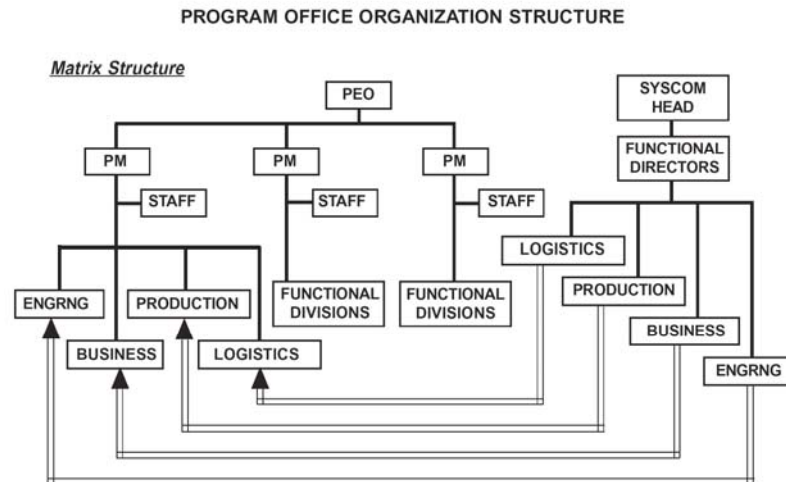 PROGRAM OFFICE ORGANIZATION STRUCTURE
Matrix Structure
PEO
SYSCOM
HEAD
PM
PM
PM
FUNCTIONAL
DIRECTORS
STAFF
STAFF
STAFF
LOGISTICS
ENGRNG
PRODUCTION
FUNCTIONAL
DIVISIONS
FUNCTIONAL
DIVISIONS
PRODUCTION
BUSINESS
LOGISTICS
BUSINESS
ENGRNG